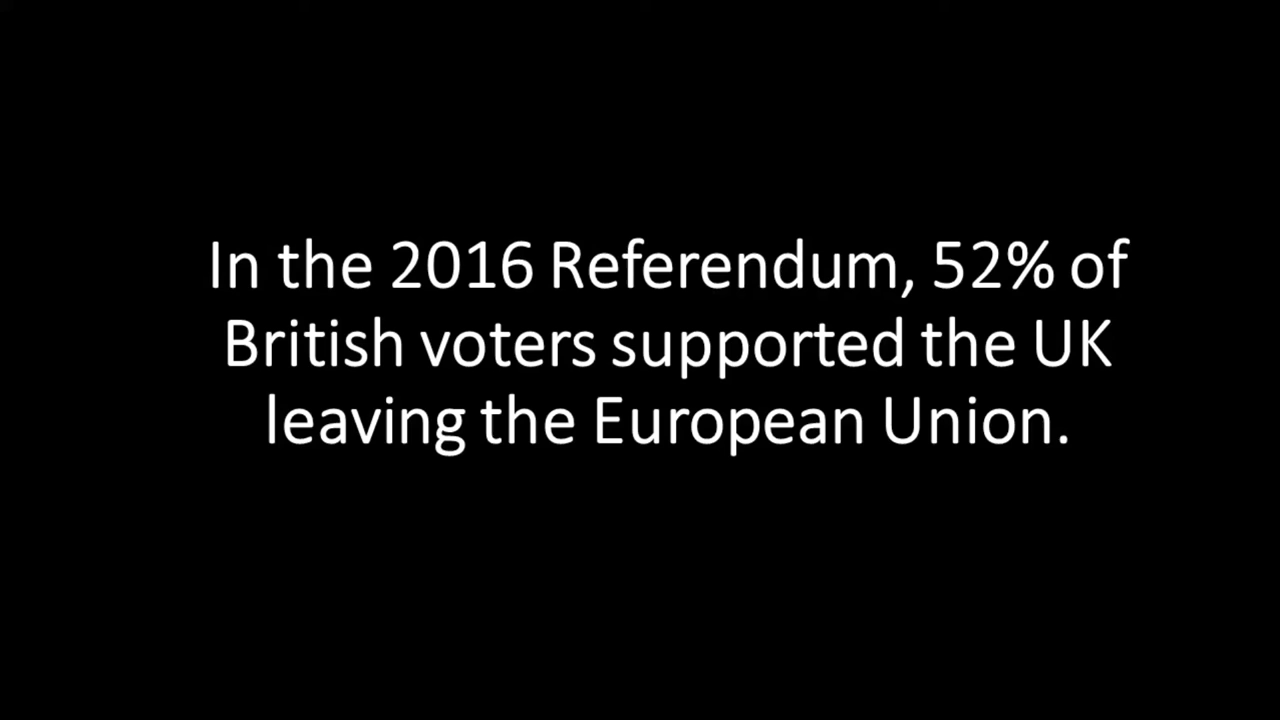 In the 2016 Referendum, 52% of
British voters supported the UK
leaving the European Union.